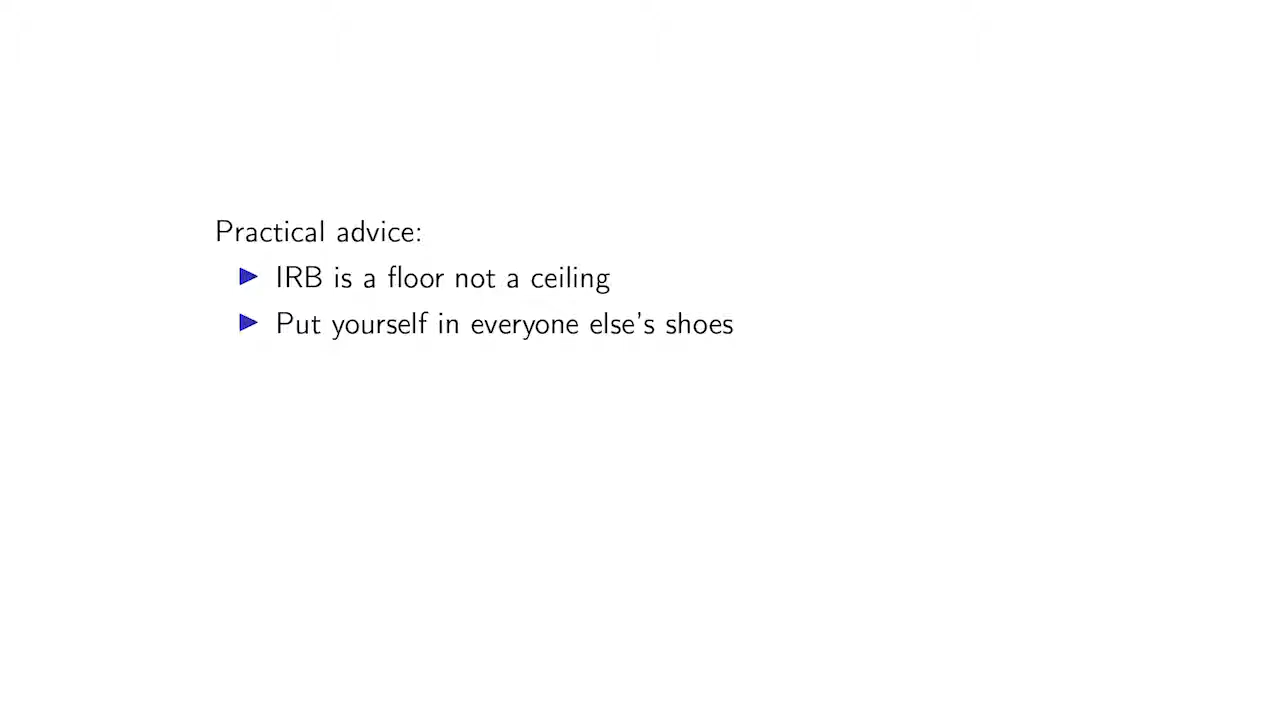 Practical advice:
▶ IRB is a floor not a ceiling
▶ Put yourself in everyone else's shoes